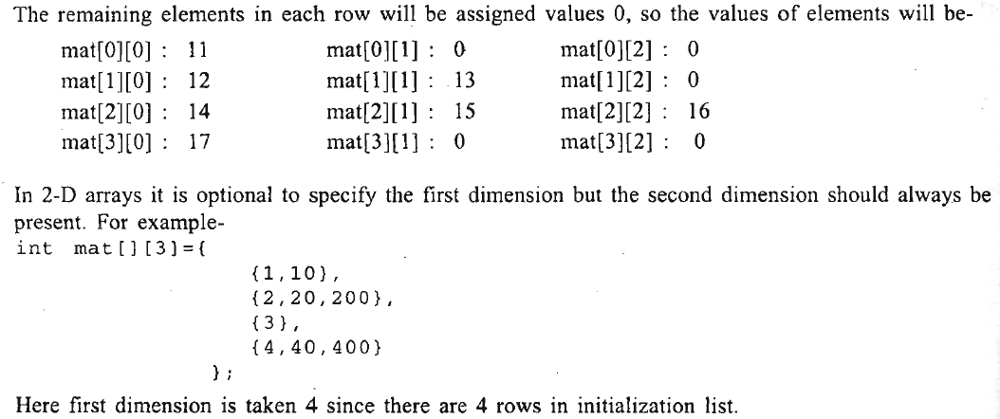 The remaining elements in each row will be assigned values 0, so the values of elements will be-
mat[0][0] : 11 mat[0][1] : 0 mat[0][2] : 0
mat[1][0] : 12 mat[1][1] : 13 mat[1][2] : 0
mat[2][0] : 14 mat[2][1] : 15 mat[2][2] : 16
mat[3][0] : 17 mat[3][1] : 0 mat[3][2] : 0
In 2-D arrays it is optional to specify the first dimension but the second dimension should always be
present. For example-
int mat[][3]={
{1,10},
{2,20,200},
{3},
{4,40,400}
};
Here first dimension is taken 4 since there are 4 rows in initialization list.